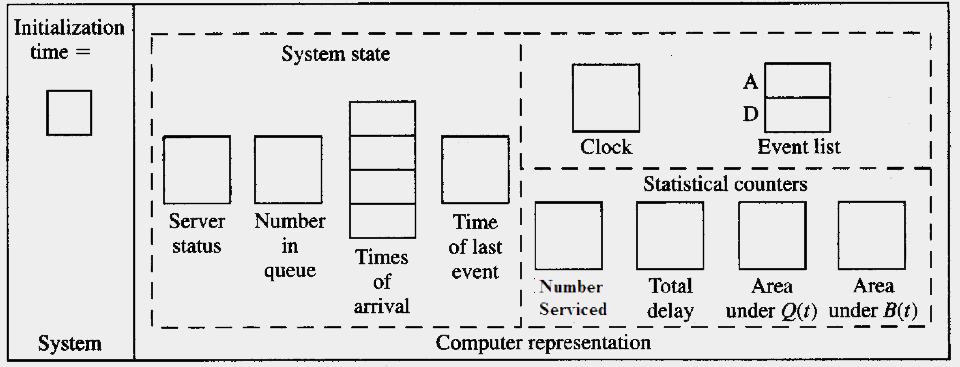 Initialization
time =
System
System state
Server
status
Number
in
queue
Times
of
arrival
Time
of last
event
Clock
A
D
Event list
Statistical counters
Number
Serviced
Total
delay
Area
under Q(t)
Area
under B(t)
Computer representation